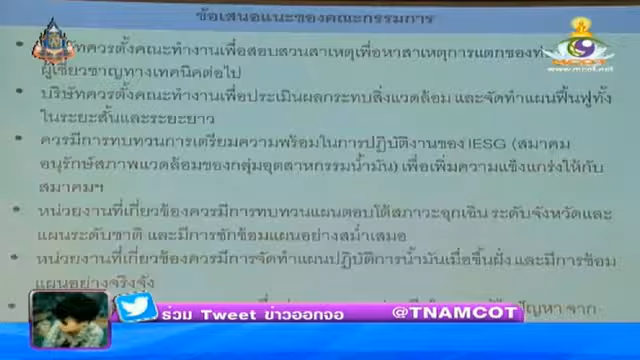 ข้อเสนอแนะของคณะกรรมการ
ควรตั้งคณะทำงานเพื่อสอบสวนสาเหตุเพื่อหาสาเหตุการแตกของ
ผู้เชี่ยวชาญทางเทคนิคต่อไป
• บริษัทควรตั้งคณะทำงานเพื่อประเมินผลกระทบสิ่งแวดล้อม และจัดทำแผนฟื้นฟูทั้ง
ในระยะสั้นและระยะยาว
• ควรมีการทบทวนการเตรียมความพร้อมในการปฏิบัติงานของ IESG (สมาคม
อนุรักษ์สภาพแวดล้อมของกลุ่มอุตสาหกรรมน้ำมัน) เพื่อเพิ่มความแข็งแกร่งให้กับ
สมาคมฯ
• หน่วยงานที่เกี่ยวข้องควรมีการทบทวนแผนตอบโต้สภาวะฉุกเฉิน ระดับจังหวัดและ
แผนระดับชาติ และมีการซักซ้อมแผนอย่างสม่ำเสมอ
• หน่วยงานที่เกี่ยวข้องควรมีการจัดทำแผนปฏิบัติการน้ำมันเมื่อขึ้นฝั่ง และมีการซ้อม
แผนอย่างจริงจัง
ปัญหา จาก
MCOT
www.mcot.net
ร่วม Tweet ข่าวออกจอ @TNAMCOT